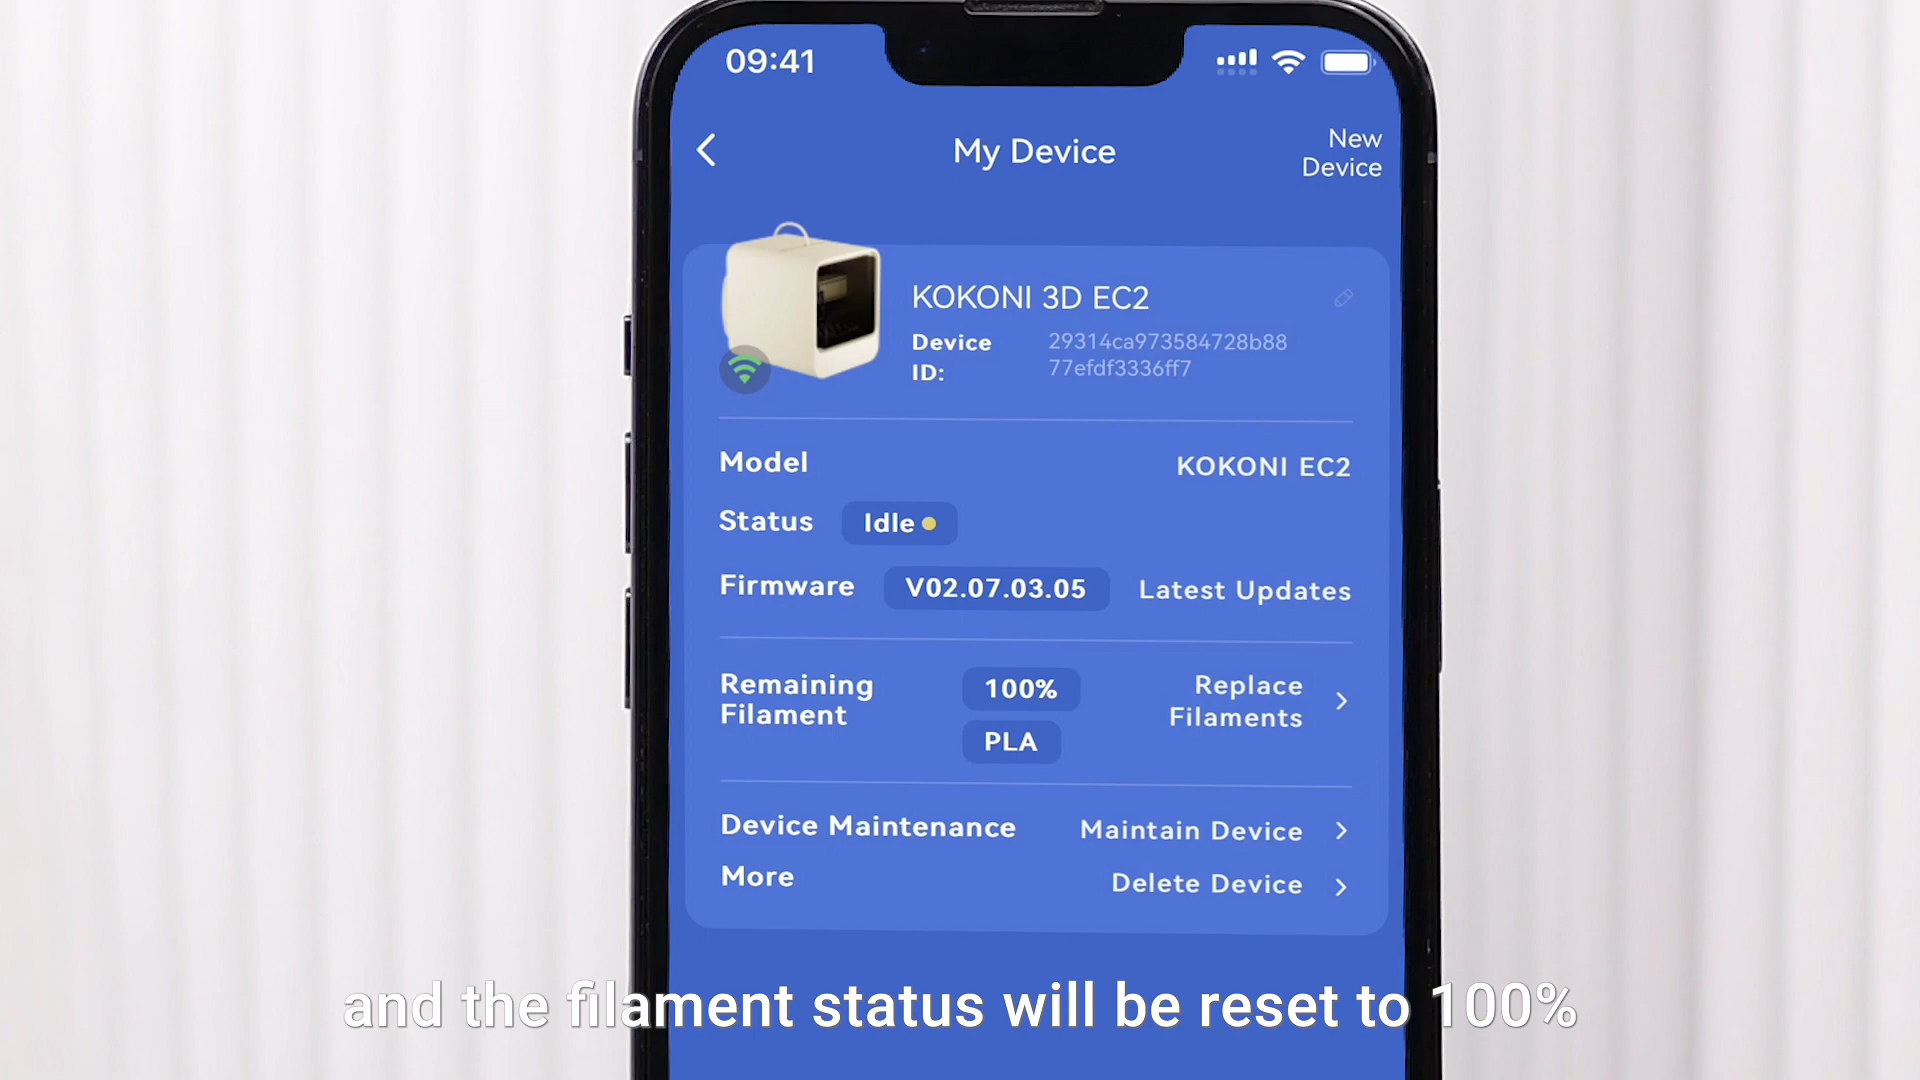 09:41
My Device
New
Device
KOKONI 3D EC2
Device
ID:
29314ca973584728b88
77efdf3336ff7
Model
KOKONI EC2
Status
Idle
Firmware
V02.07.03.05
Latest Updates
Remaining
Filament
100%
PLA
Replace
Filaments
Device Maintenance
Maintain Device
More
Delete Device
and the filament status will be reset to 100%